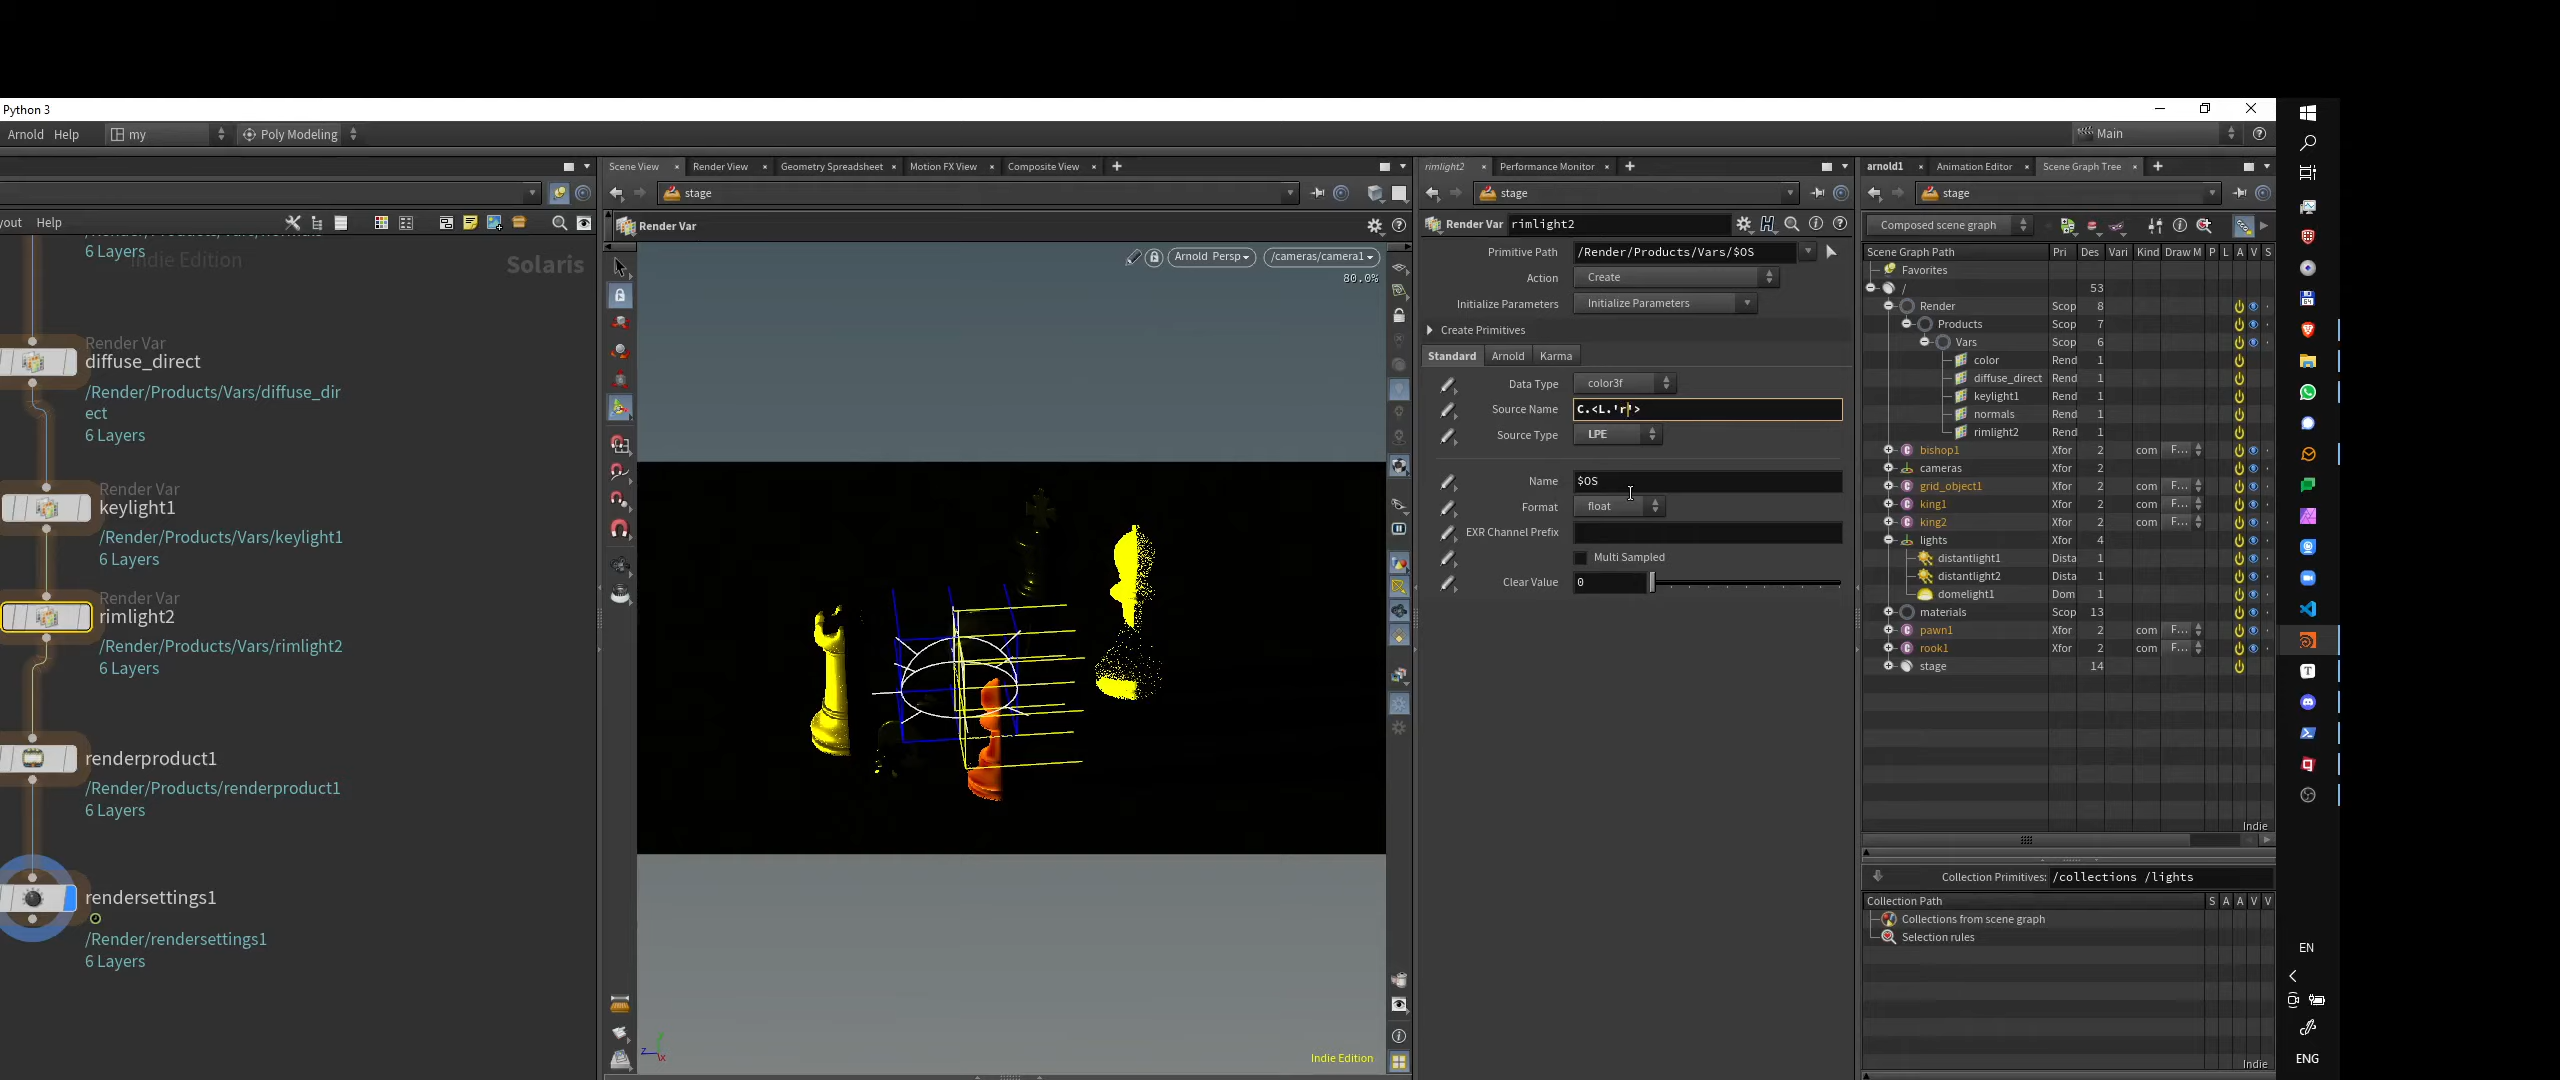 Python 3
Arnold Help my Poly Modeling Main
Scene View Render View Geometry Spreadsheet Motion FX View Composite View
rimlight2 Performance Monitor
arnold1 Animation Editor Scene Graph Tree
stage
stage
stage
yout Help
6 Layers
Indie Edition
Solaris
Render Var
diffuse_direct
/Render/Products/Vars/diffuse_dir
ect
6 Layers
Render Var
keylight1
/Render/Products/Vars/keylight1
6 Layers
Render Var
rimlight2
/Render/Products/Vars/rimlight2
6 Layers
renderproduct1
/Render/Products/renderproduct1
6 Layers
rendersettings1
/Render/rendersettings1
6 Layers
Render Var
Arnold Persp
/cameras/camera1
80.0%
Z
Indie Edition
Render Var rimlight2
Primitive Path /Render/Products/Vars/$OS
Action Create
Initialize Parameters Initialize Parameters
Create Primitives
Standard Arnold Karma
Data Type color3f
Source Name C.<L.'r'>
Source Type LPE
Name $OS
Format float
EXR Channel Prefix
Multi Sampled
Clear Value 0
Composed scene graph
Scene Graph Path Pri Des Vari Kind Draw M P L A V S
Favorites
/ 53
Render Scop 8
Products Scop 7
Vars Scop 6
color Rend 1
diffuse_direct Rend 1
keylight1 Rend 1
normals Rend 1
rimlight2 Rend 1
bishop1 Xfor 2 com F...
cameras Xfor 2
grid_object1 Xfor 2 com F...
king1 Xfor 2 com F...
king2 Xfor 2 com F...
lights Xfor 4
distantlight1 Dista 1
distantlight2 Dista 1
domelight1 Dom 1
materials Scop 13
pawn1 Xfor 2 com F...
rook1 Xfor 2 com F...
stage 14
Indie
Collection Primitives: /collections /lights
Collection Path S A A V V
Collections from scene graph
Selection rules
Indie
EN
ENG